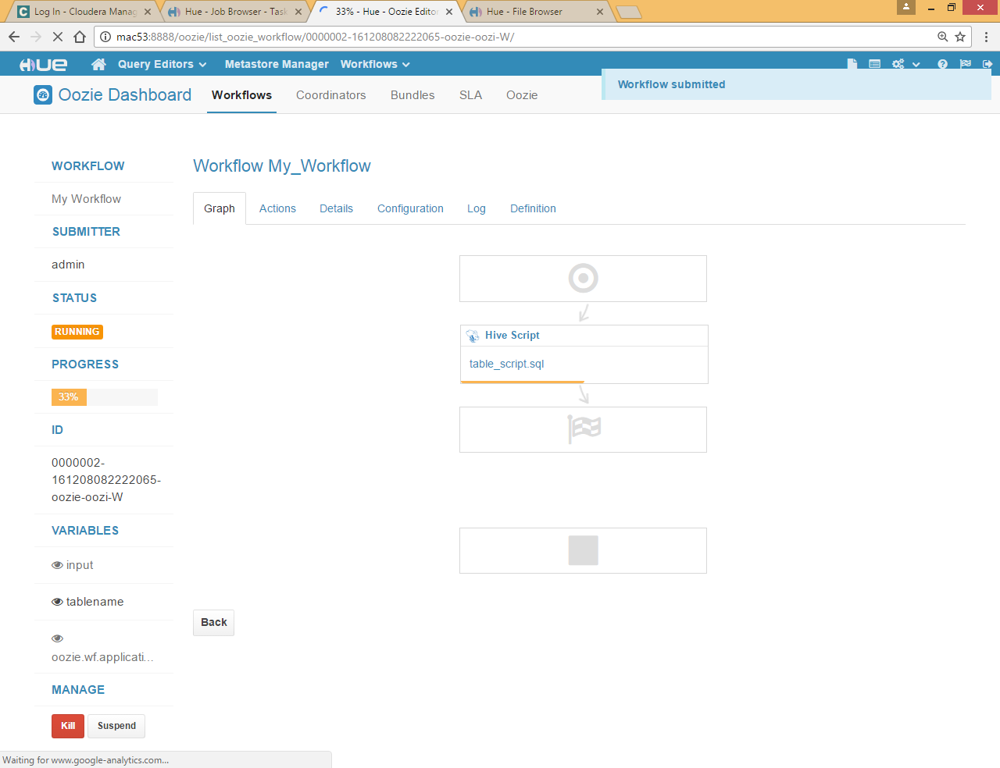 Log In - Cloudera Manag
Hue - Job Browser - Task
33% - Hue - Oozie Editor
Hue - File Browser
mac53:8888/oozie/list_oozie_workflow/0000002-161208082222065-oozie-oozi-W/
HUE
Query Editors
Metastore Manager
Workflows
Workflow submitted
Oozie Dashboard
Workflows
Coordinators
Bundles
SLA
Oozie
WORKFLOW
My Workflow
SUBMITTER
admin
STATUS
RUNNING
PROGRESS
33%
ID
0000002-
161208082222065-
oozie-oozi-W
VARIABLES
input
tablename
oozie.wf.applicati...
MANAGE
Kill
Suspend
Workflow My_Workflow
Graph
Actions
Details
Configuration
Log
Definition
Hive Script
table_script.sql
Back
Waiting for www.google-analytics.com...